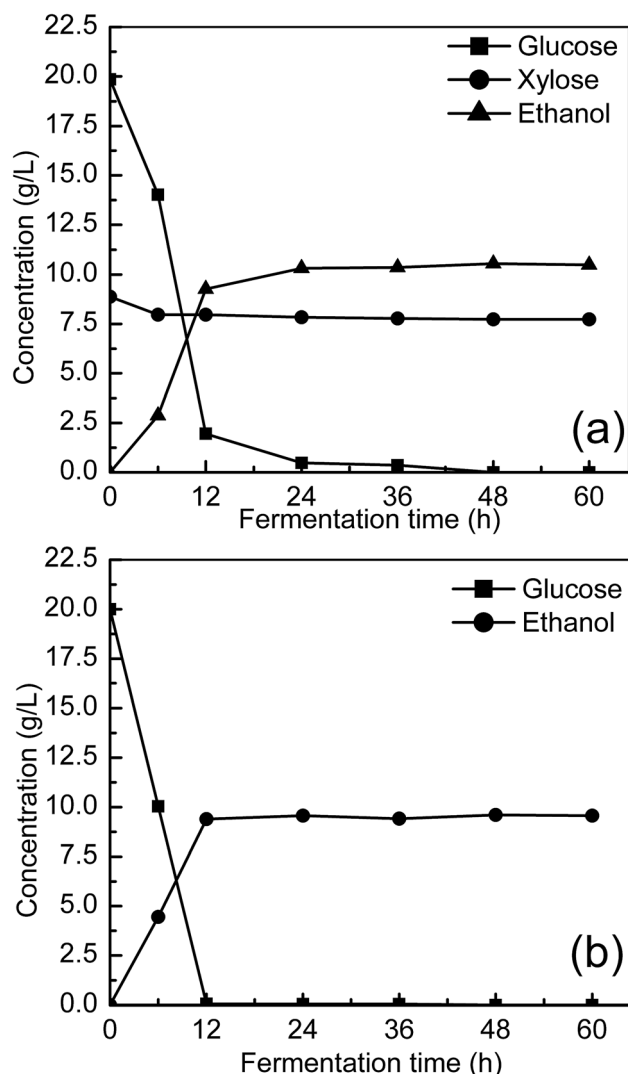 22.5
20.0
17.5
15.0
12.5
10.0
7.5
5.0
2.5
0.0
Concentration (g/L)
Glucose
Xylose
Ethanol
(a)
0 12 24 36 48 60
Fermentation time (h)
22.5
20.0
17.5
15.0
12.5
10.0
7.5
5.0
2.5
0.0
Concentration (g/L)
Glucose
Ethanol
(b)
0 12 24 36 48 60
Fermentation time (h)